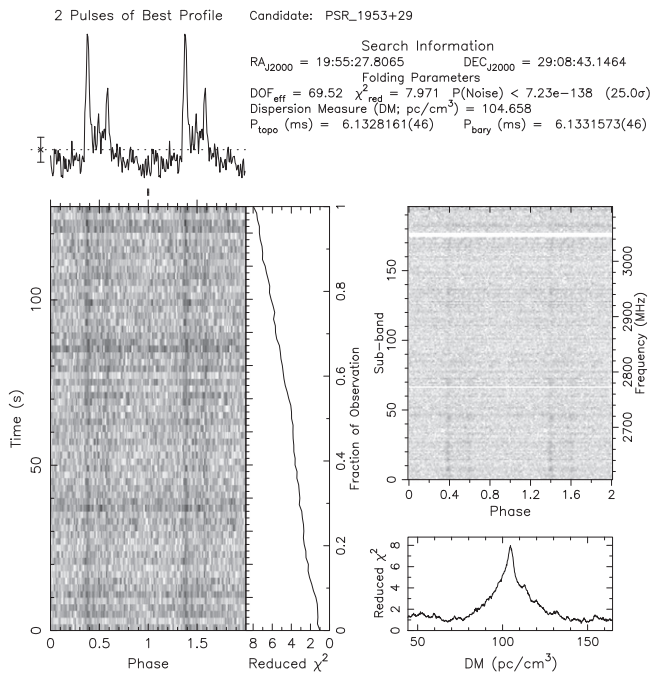 2 Pulses of Best Profile
Candidate: PSR_1953+29
Search Information
RA_J2000 = 19:55:27.8065 DEC_J2000 = 29:08:43.1464
Folding Parameters
DOF_eff = 69.52 χ²_red = 7.971 P(Noise) < 7.23e−138 (25.0σ)
Dispersion Measure (DM; pc/cm³) = 104.658
P_topo (ms) = 6.1328161(46) P_bary (ms) = 6.1331573(46)
Time (s)
0 50 100
0 0.5 1 1.5
Phase
8 6 4 2 0
Reduced χ²
Fraction of Observation
0 0.2 0.4 0.6 0.8 1
Sub−band
0 50 100 150
Frequency (MHz)
2700 2800 2900 3000
0 0.4 0.8 1.2 1.6 2
Phase
Reduced χ²
0 2 4 6 8
50 100 150
DM (pc/cm³)